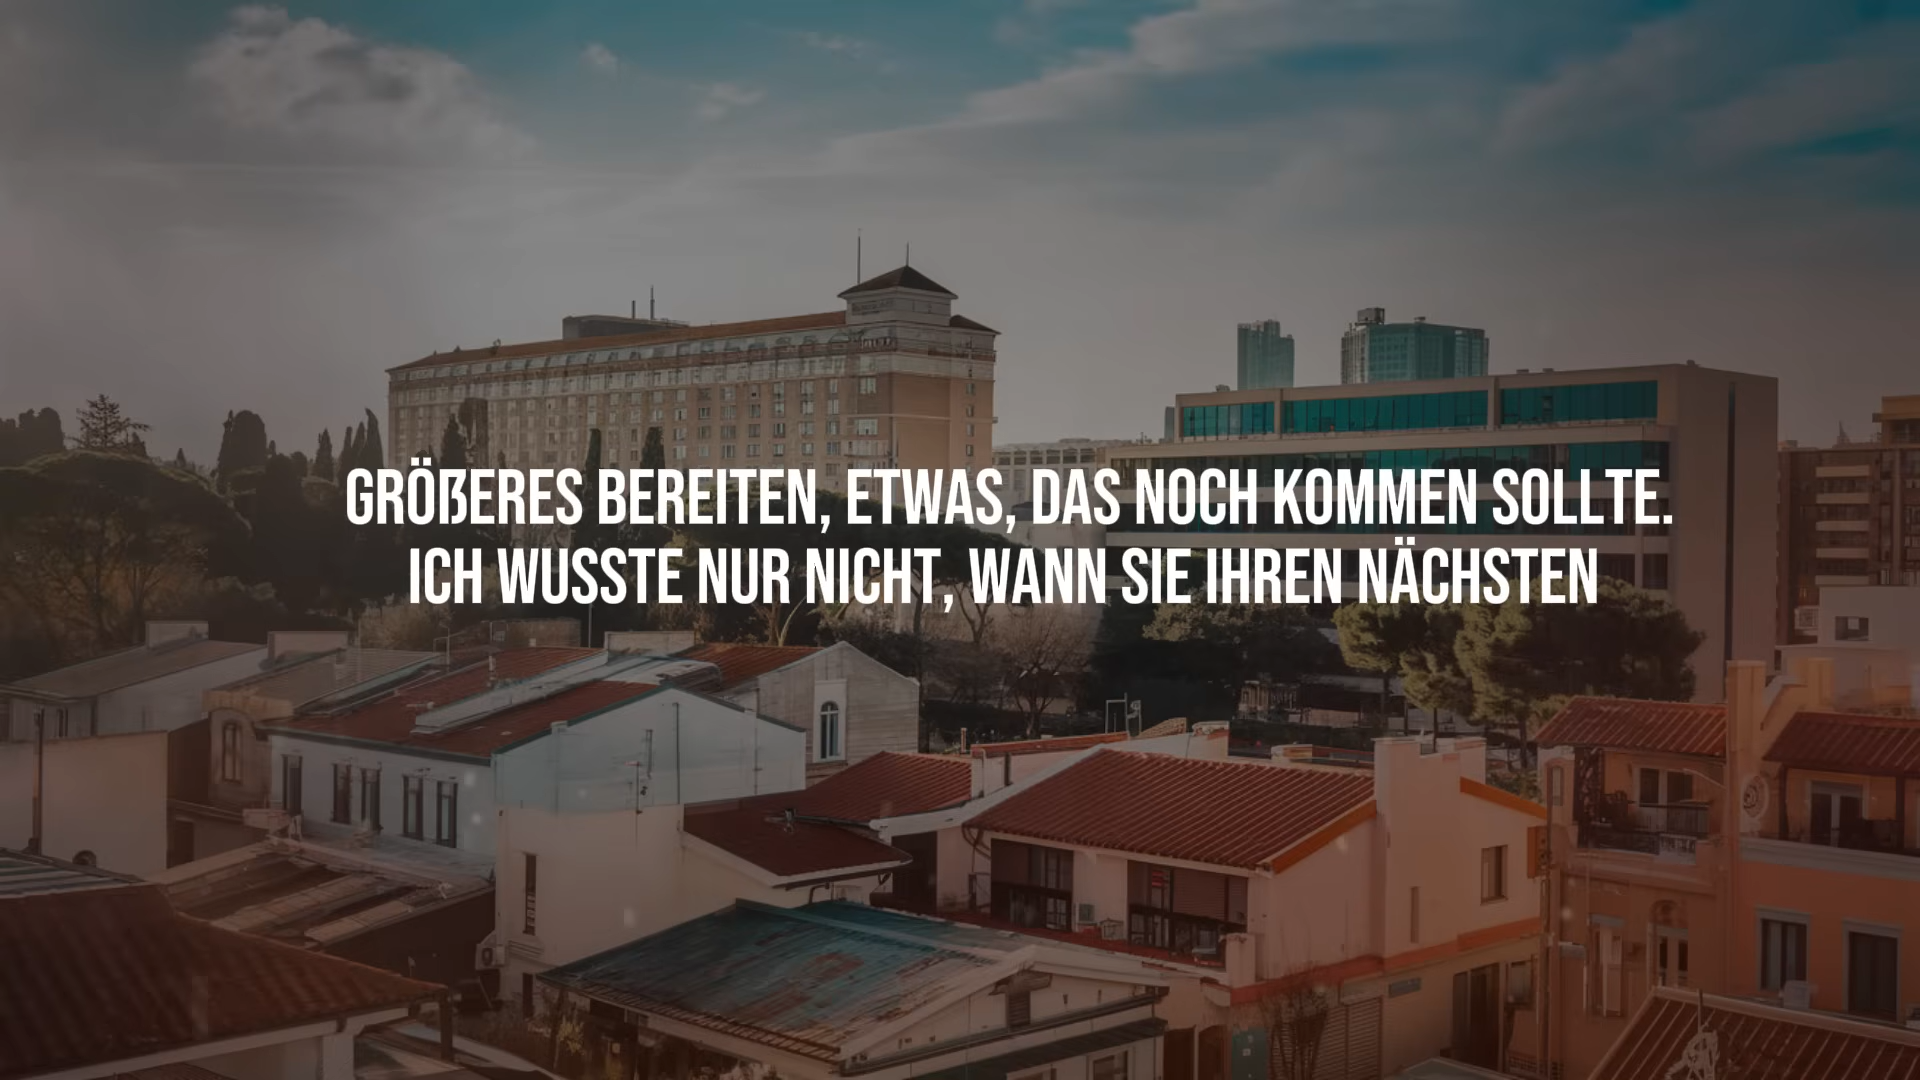 GRÖßERES BEREITEN, ETWAS, DAS NOCH KOMMEN SOLLTE.
ICH WUSSTE NUR NICHT, WANN SIE IHREN NÄCHSTEN